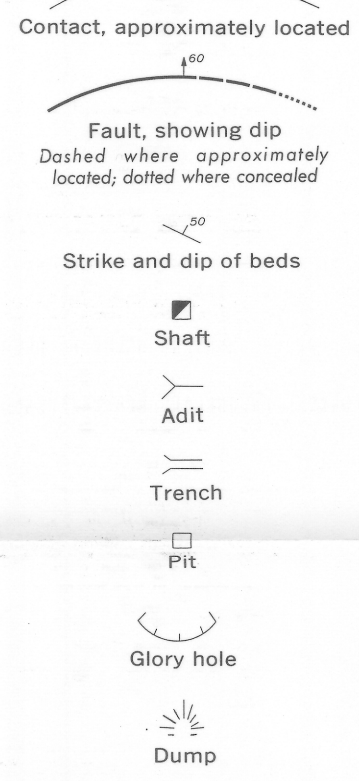 Contact, approximately located
60
Fault, showing dip
Dashed where approximately
located; dotted where concealed
50
Strike and dip of beds
Shaft
Adit
Trench
Pit
Glory hole
Dump